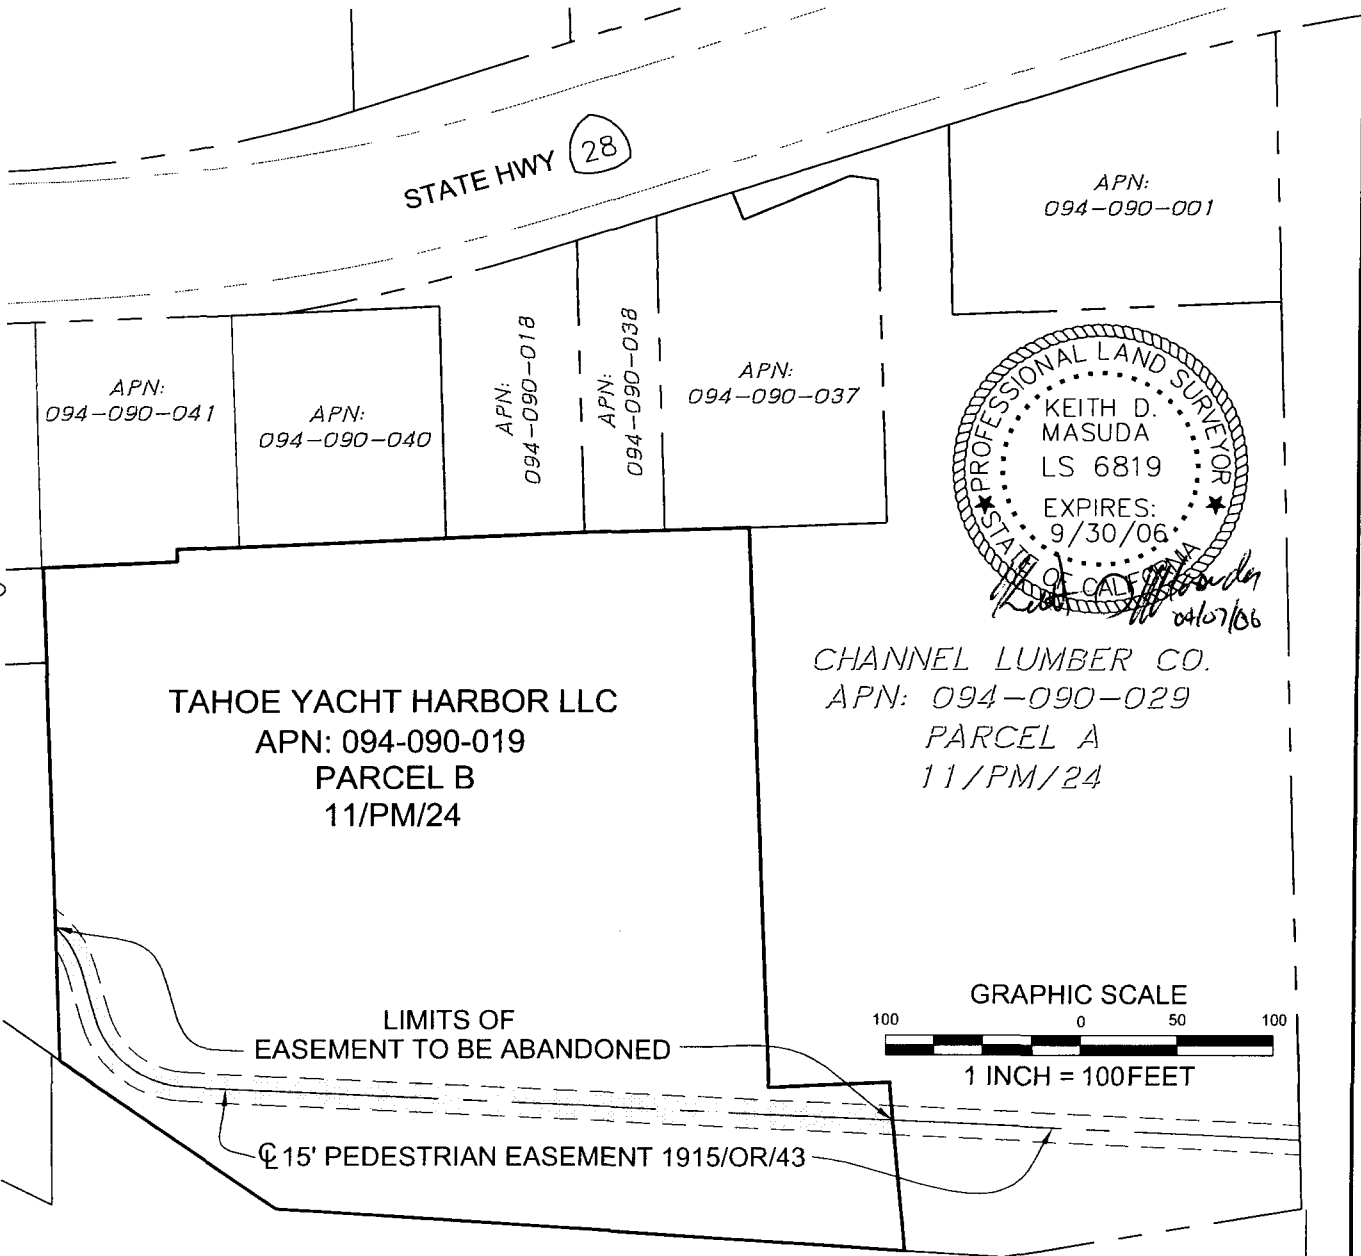 STATE HWY 28
APN:
094-090-001
APN:
094-090-041
APN:
094-090-040
APN:
094-090-018
APN:
094-090-038
APN:
094-090-037
PROFESSIONAL LAND SURVEYOR
KEITH D.
MASUDA
LS 6819
EXPIRES:
9/30/06
STATE OF CALIFORNIA
04/07/06
CHANNEL LUMBER CO.
APN: 094-090-029
PARCEL A
11/PM/24
TAHOE YACHT HARBOR LLC
APN: 094-090-019
PARCEL B
11/PM/24
LIMITS OF
EASEMENT TO BE ABANDONED
GRAPHIC SCALE
100 0 50 100
1 INCH = 100 FEET
℄ 15' PEDESTRIAN EASEMENT 1915/OR/43